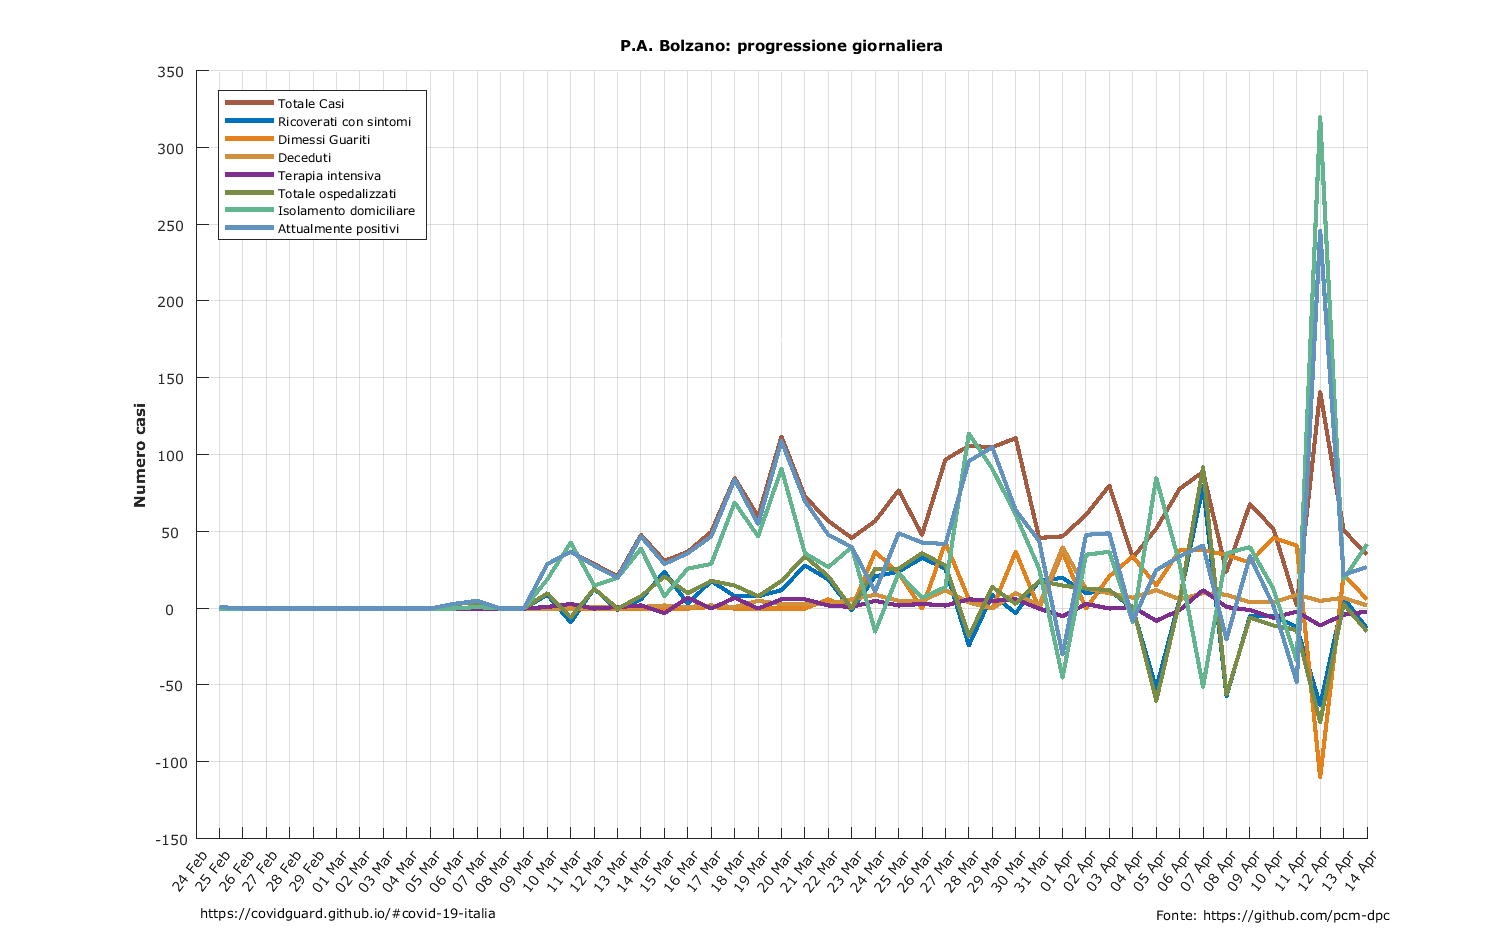 P.A. Bolzano: progressione giornaliera
350
300
250
200
150
100
50
0
-50
-100
-150
Numero casi
Totale Casi
Ricoverati con sintomi
Dimessi Guariti
Deceduti
Terapia intensiva
Totale ospedalizzati
Isolamento domiciliare
Attualmente positivi
24 Feb
25 Feb
26 Feb
27 Feb
28 Feb
29 Feb
01 Mar
02 Mar
03 Mar
04 Mar
05 Mar
06 Mar
07 Mar
08 Mar
09 Mar
10 Mar
11 Mar
12 Mar
13 Mar
14 Mar
15 Mar
16 Mar
17 Mar
18 Mar
19 Mar
20 Mar
21 Mar
22 Mar
23 Mar
24 Mar
25 Mar
26 Mar
27 Mar
28 Mar
29 Mar
30 Mar
31 Mar
01 Apr
02 Apr
03 Apr
04 Apr
05 Apr
06 Apr
07 Apr
08 Apr
09 Apr
10 Apr
11 Apr
12 Apr
13 Apr
14 Apr
https://covidguard.github.io/#covid-19-italia
Fonte: https://github.com/pcm-dpc